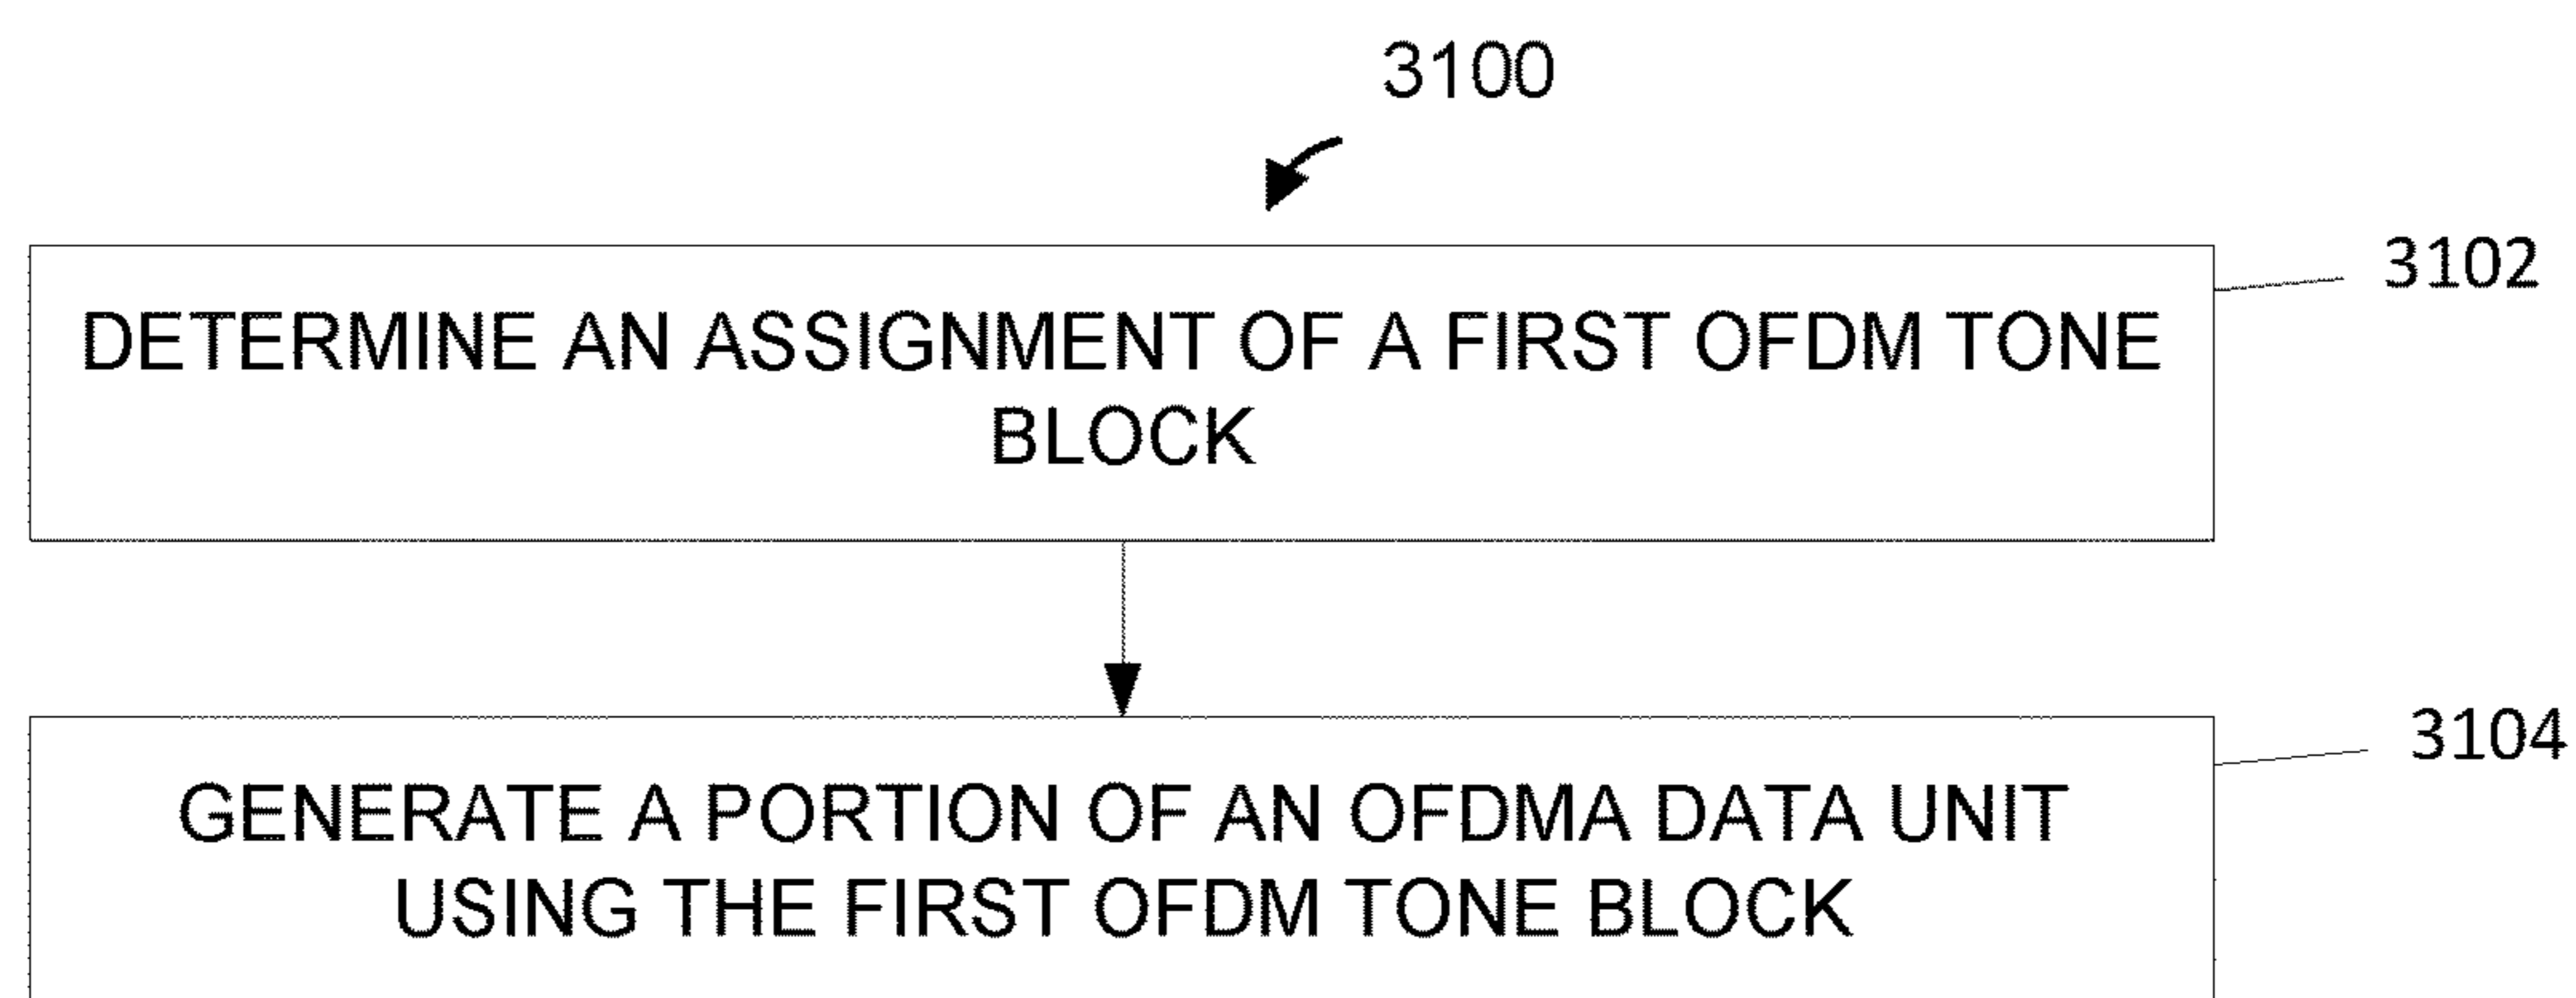 3100
3102
DETERMINE AN ASSIGNMENT OF A FIRST OFDM TONE
BLOCK
3104
GENERATE A PORTION OF AN OFDMA DATA UNIT
USING THE FIRST OFDM TONE BLOCK